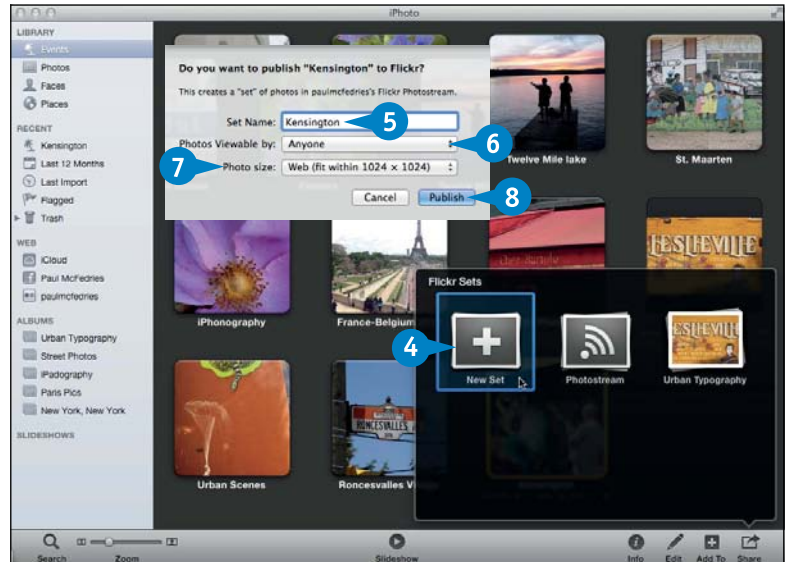 iPhoto
LIBRARY
Events
Photos
Faces
Places
RECENT
Kensington
Last 12 Months
Last Import
Flagged
Trash
WEB
iCloud
Paul McFedries
paulmcfedries
ALBUMS
Urban Typography
Street Photos
iPadography
Paris Pics
New York, New York
SLIDESHOWS
Do you want to publish "Kensington" to Flickr?
This creates a "set" of photos in paulmcfedries's Flickr Photostream.
Set Name: Kensington 5
Photos Viewable by: Anyone 6
7 Photo size: Web (fit within 1024 × 1024)
Cancel Publish 8
Twelve Mile lake
St. Maarten
LESLIEVILLE
iPhonography
France-Belgium
Flickr Sets
4
New Set
Photostream
ESLIEVILL
Urban Typography
RONCESVALLES
Urban Scenes
Roncesvalles V
Search
Zoom
Slideshow
Info
Edit
Add To
Share